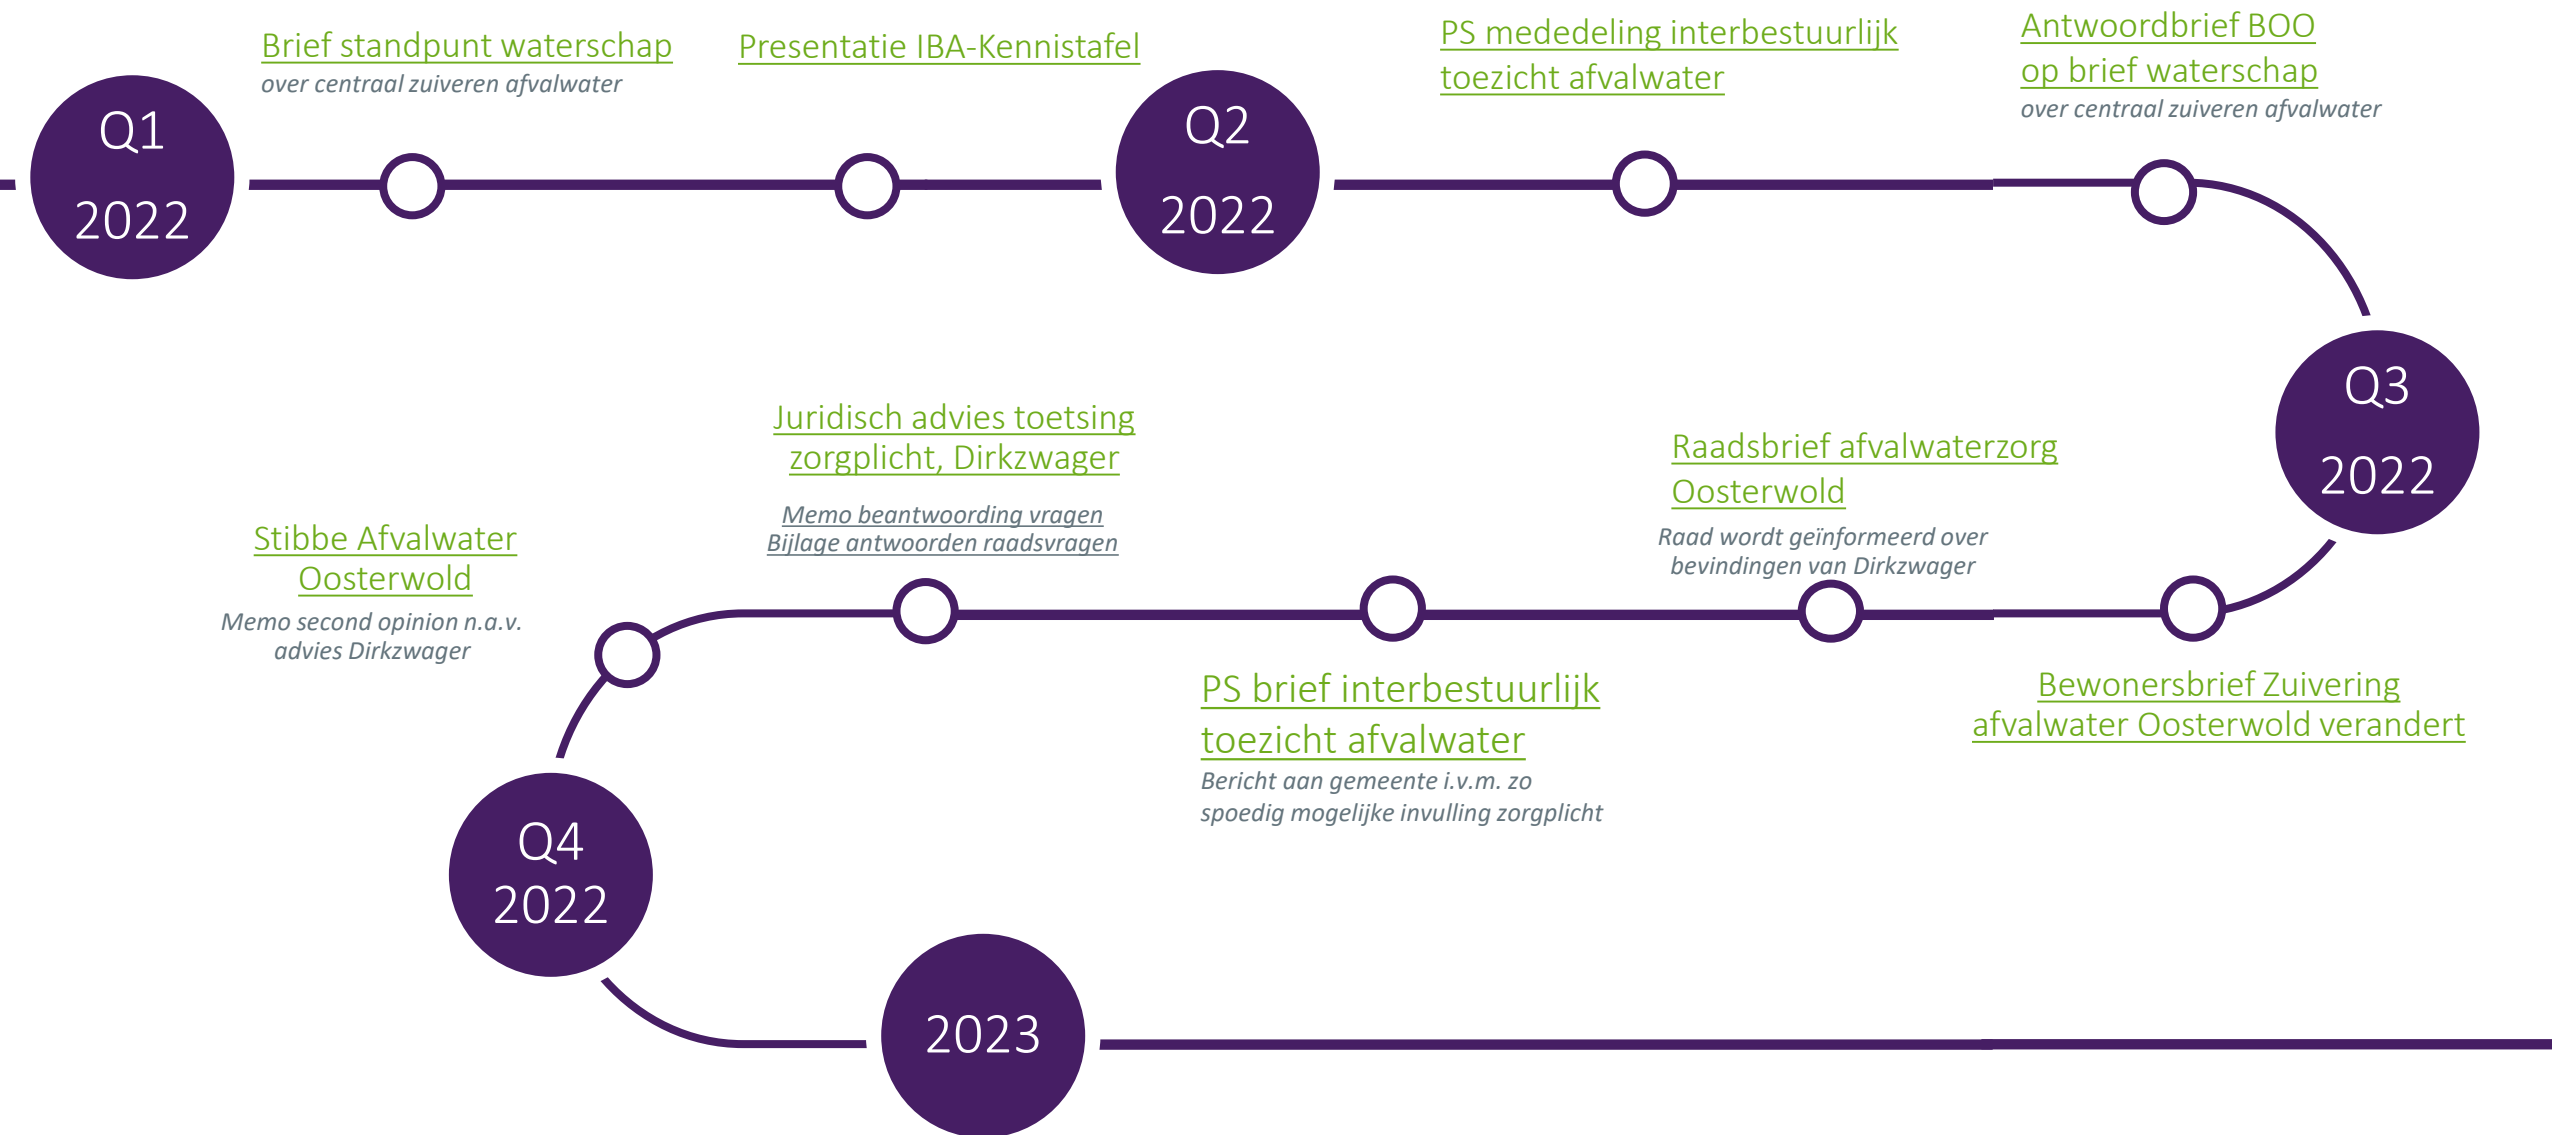 Q1
2022
Brief standpunt waterschap
over centraal zuiveren afvalwater
Presentatie IBA-Kennistafel
Q2
2022
PS mededeling interbestuurlijk
toezicht afvalwater
Antwoordbrief BOO
op brief waterschap
over centraal zuiveren afvalwater
Q3
2022
Bewonersbrief Zuivering
afvalwater Oosterwold verandert
Raadsbrief afvalwaterzorg
Oosterwold
Raad wordt geïnformeerd over
bevindingen van Dirkzwager
PS brief interbestuurlijk
toezicht afvalwater
Bericht aan gemeente i.v.m. zo
spoedig mogelijke invulling zorgplicht
Juridisch advies toetsing
zorgplicht, Dirkzwager
Memo beantwoording vragen
Bijlage antwoorden raadsvragen
Stibbe Afvalwater
Oosterwold
Memo second opinion n.a.v.
advies Dirkzwager
Q4
2022
2023